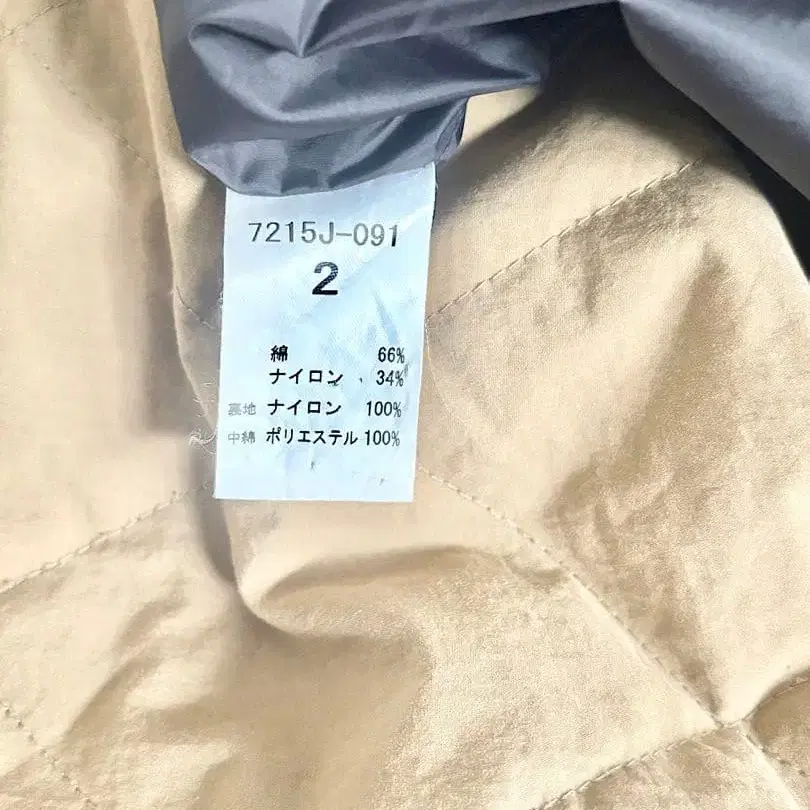 7215J-091
2
綿 66%
ナイロン 34%
裏地 ナイロン 100%
中綿 ポリエステル 100%